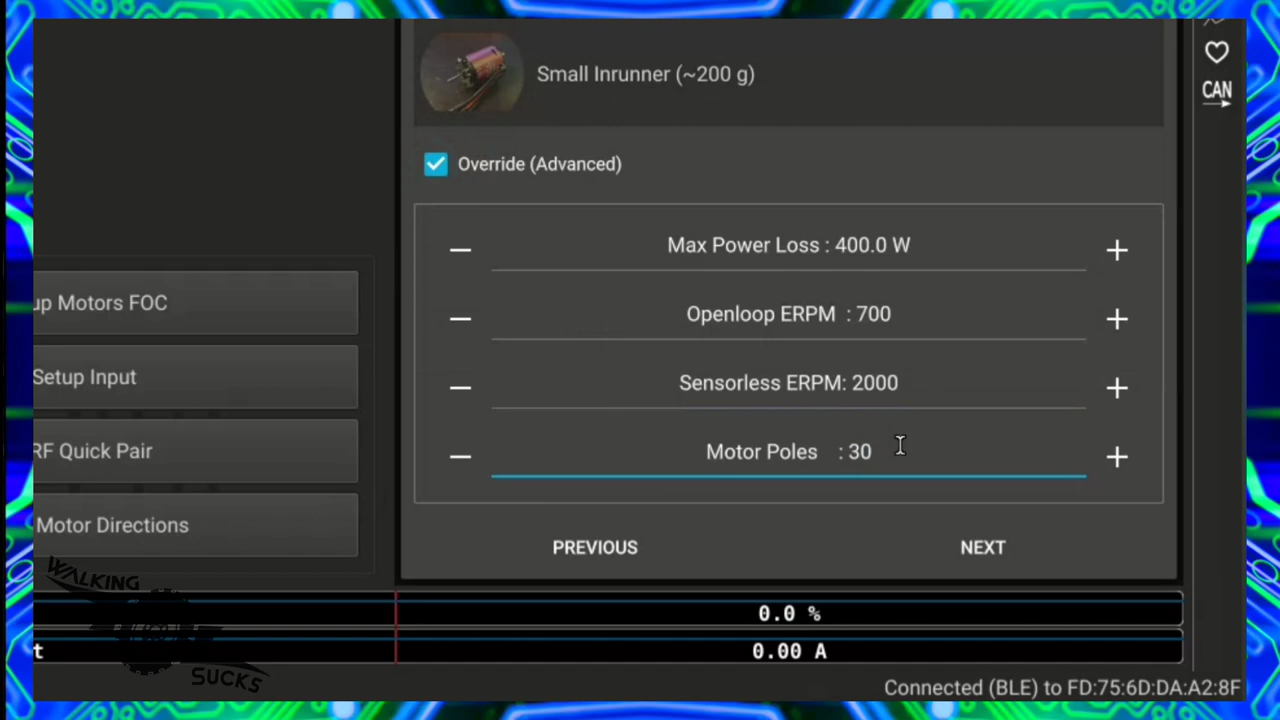 Small Inrunner (~200 g)
CAN
Override (Advanced)
Max Power Loss : 400.0 W
Openloop ERPM : 700
Sensorless ERPM: 2000
Motor Poles : 30
PREVIOUS
NEXT
up Motors FOC
Setup Input
RF Quick Pair
Motor Directions
WALKING
SUCKS
0.0 %
t
0.00 A
Connected (BLE) to FD:75:6D:DA:A2:8F